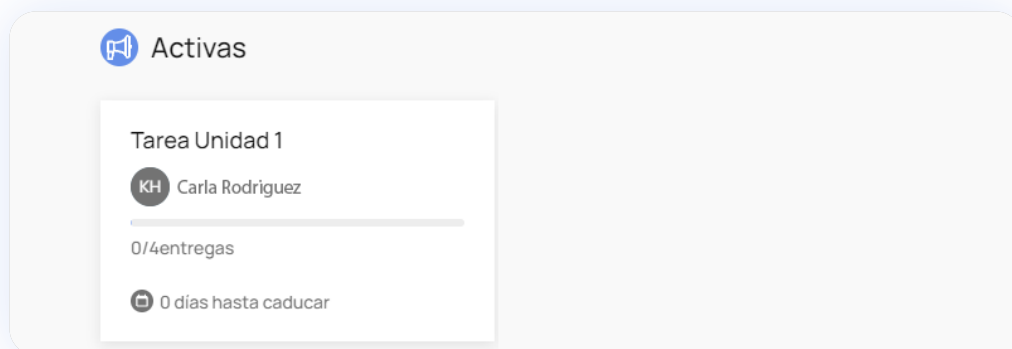 Activas
Tarea Unidad 1
KH Carla Rodriguez
0/4entregas
0 días hasta caducar